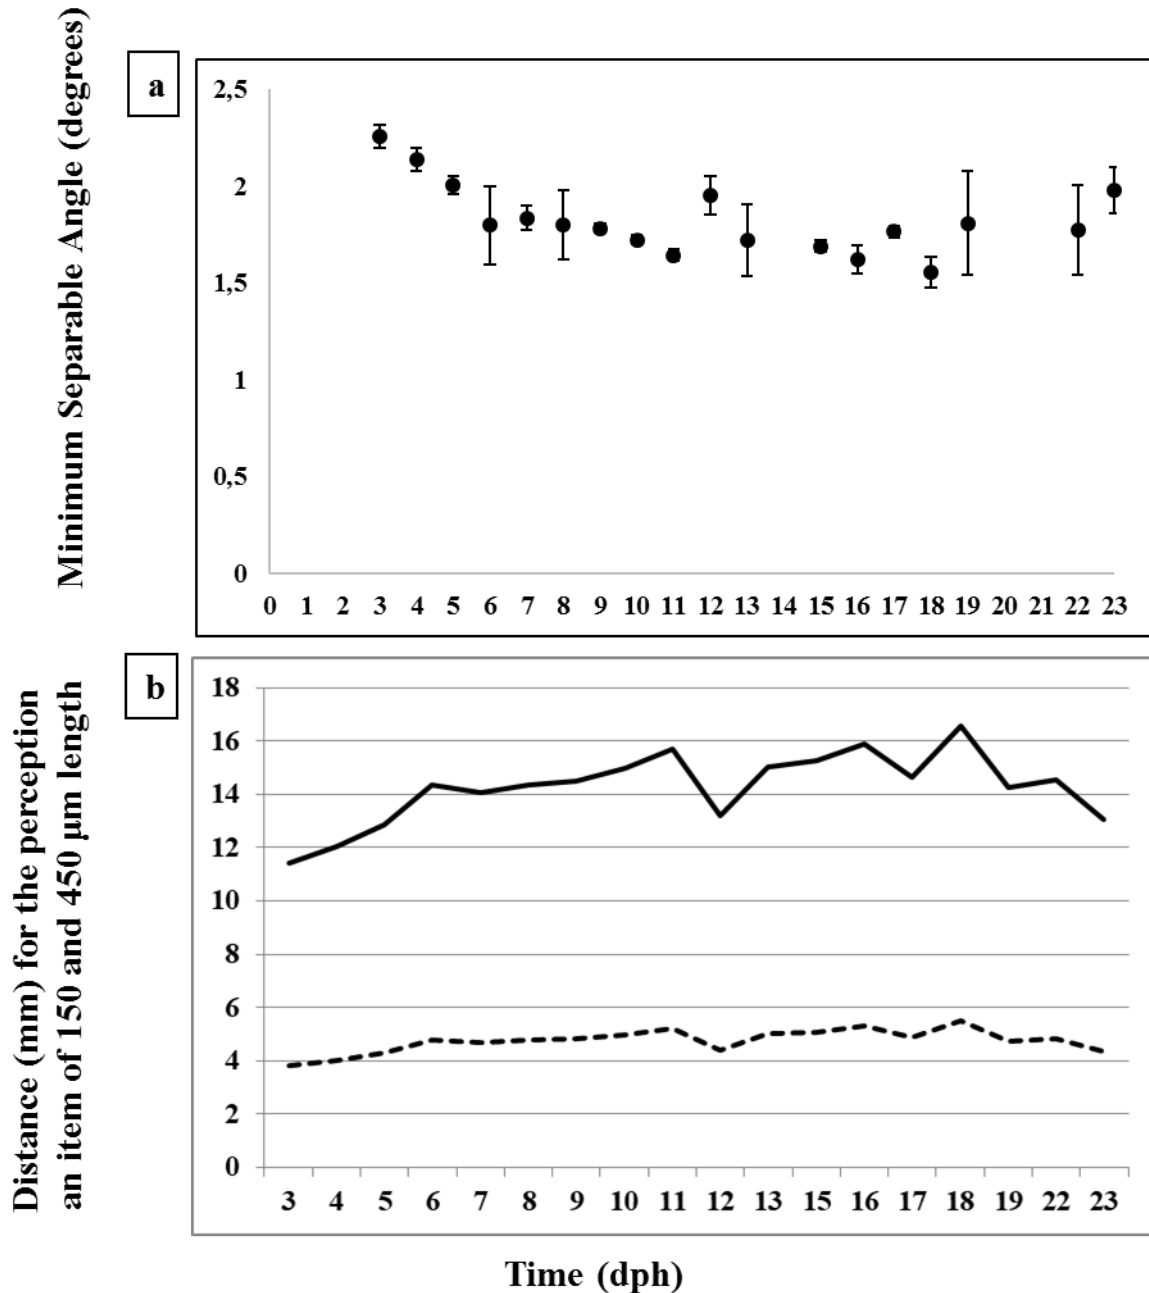 Minimum Separable Angle (degrees)
a
2,5
2
1,5
1
0,5
0
0 1 2 3 4 5 6 7 8 9 10 11 12 13 14 15 16 17 18 19 20 21 22 23
Distance (mm) for the perception
an item of 150 and 450 µm length
b
18
16
14
12
10
8
6
4
2
0
3 4 5 6 7 8 9 10 11 12 13 15 16 17 18 19 22 23
Time (dph)